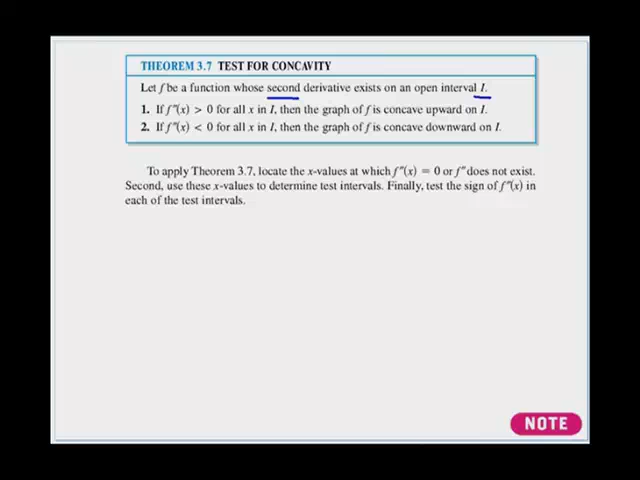 THEOREM 3.7 TEST FOR CONCAVITY
Let f be a function whose second derivative exists on an open interval I.
1. If f″(x) > 0 for all x in I, then the graph of f is concave upward on I.
2. If f″(x) < 0 for all x in I, then the graph of f is concave downward on I.
To apply Theorem 3.7, locate the x-values at which f″(x) = 0 or f″ does not exist.
Second, use these x-values to determine test intervals. Finally, test the sign of f″(x) in
each of the test intervals.
NOTE